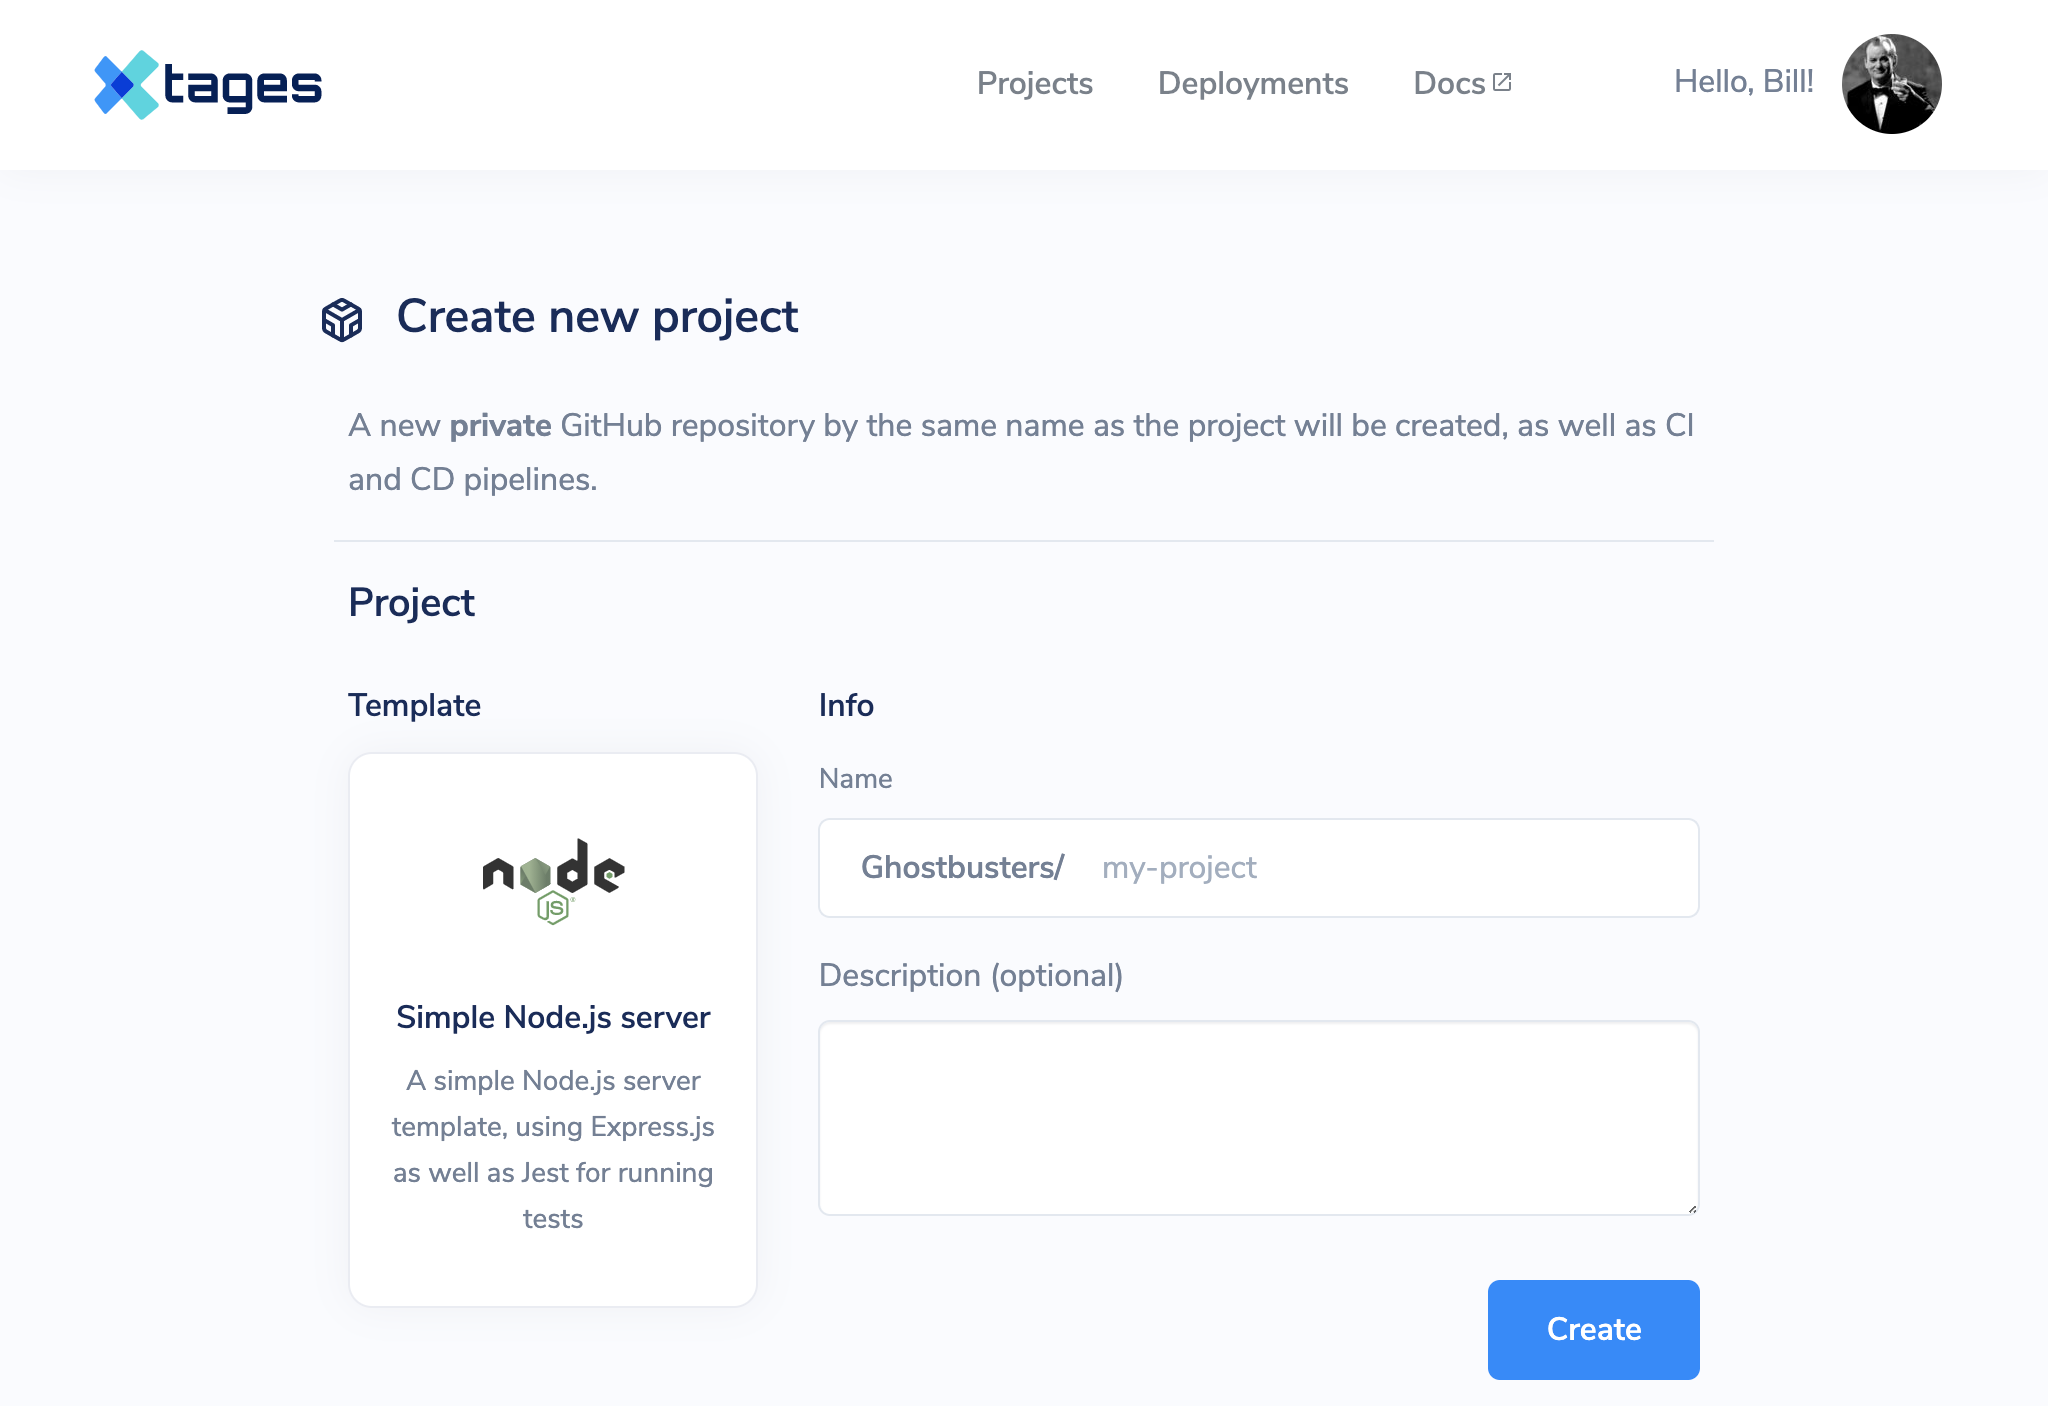 xtages
Projects Deployments Docs Hello, Bill!
Create new project
A new private GitHub repository by the same name as the project will be created, as well as CI
and CD pipelines.
Project
Template
node
JS
Simple Node.js server
A simple Node.js server
template, using Express.js
as well as Jest for running
tests
Info
Name
Ghostbusters/ my-project
Description (optional)
Create